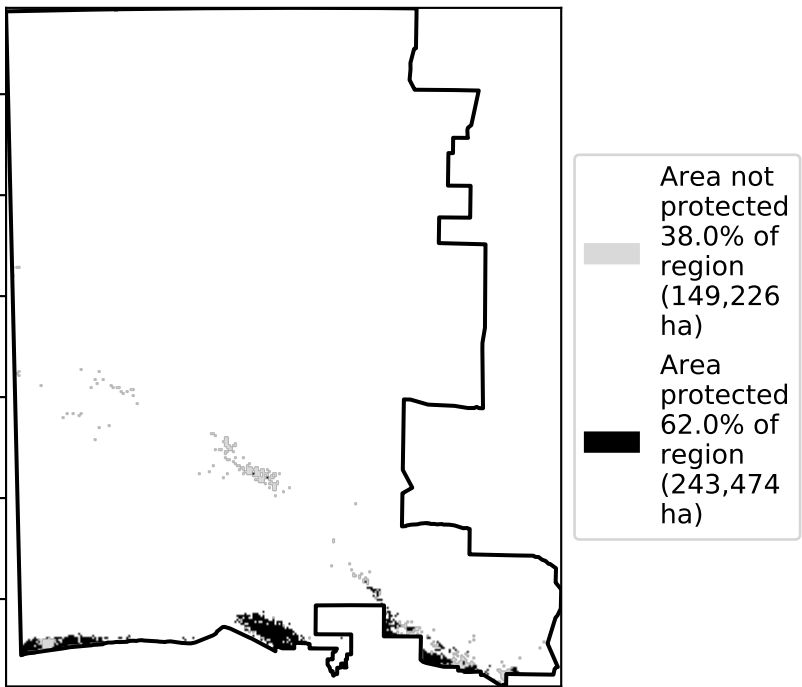 Area not
protected
38.0% of
region
(149,226
ha)
Area
protected
62.0% of
region
(243,474
ha)